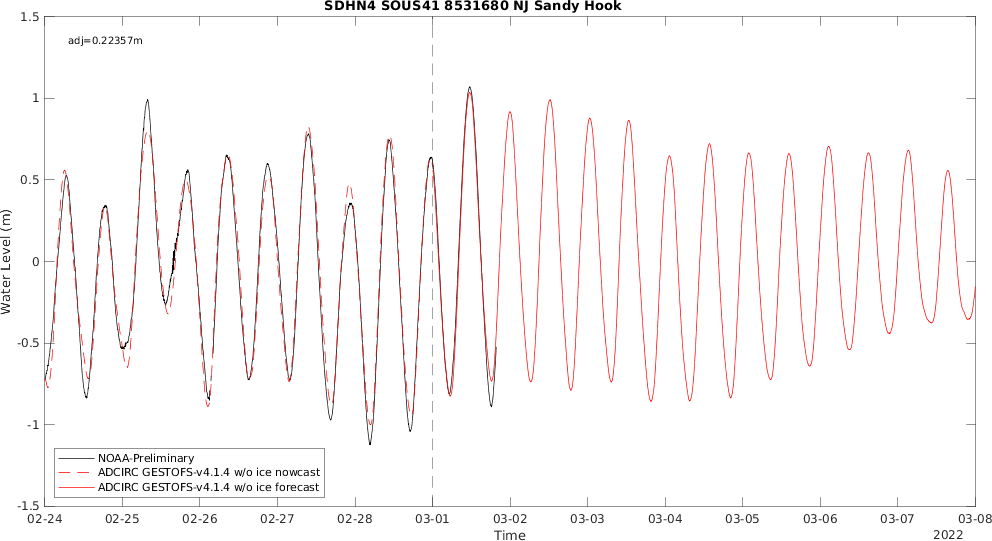 SDHN4 SOUS41 8531680 NJ Sandy Hook
1.5
adj=0.22357m
1
0.5
0
-0.5
-1
-1.5
Water Level (m)
NOAA-Preliminary
ADCIRC GESTOFS-v4.1.4 w/o ice nowcast
ADCIRC GESTOFS-v4.1.4 w/o ice forecast
02-24 02-25 02-26 02-27 02-28 03-01 03-02 03-03 03-04 03-05 03-06 03-07 03-08
Time
2022